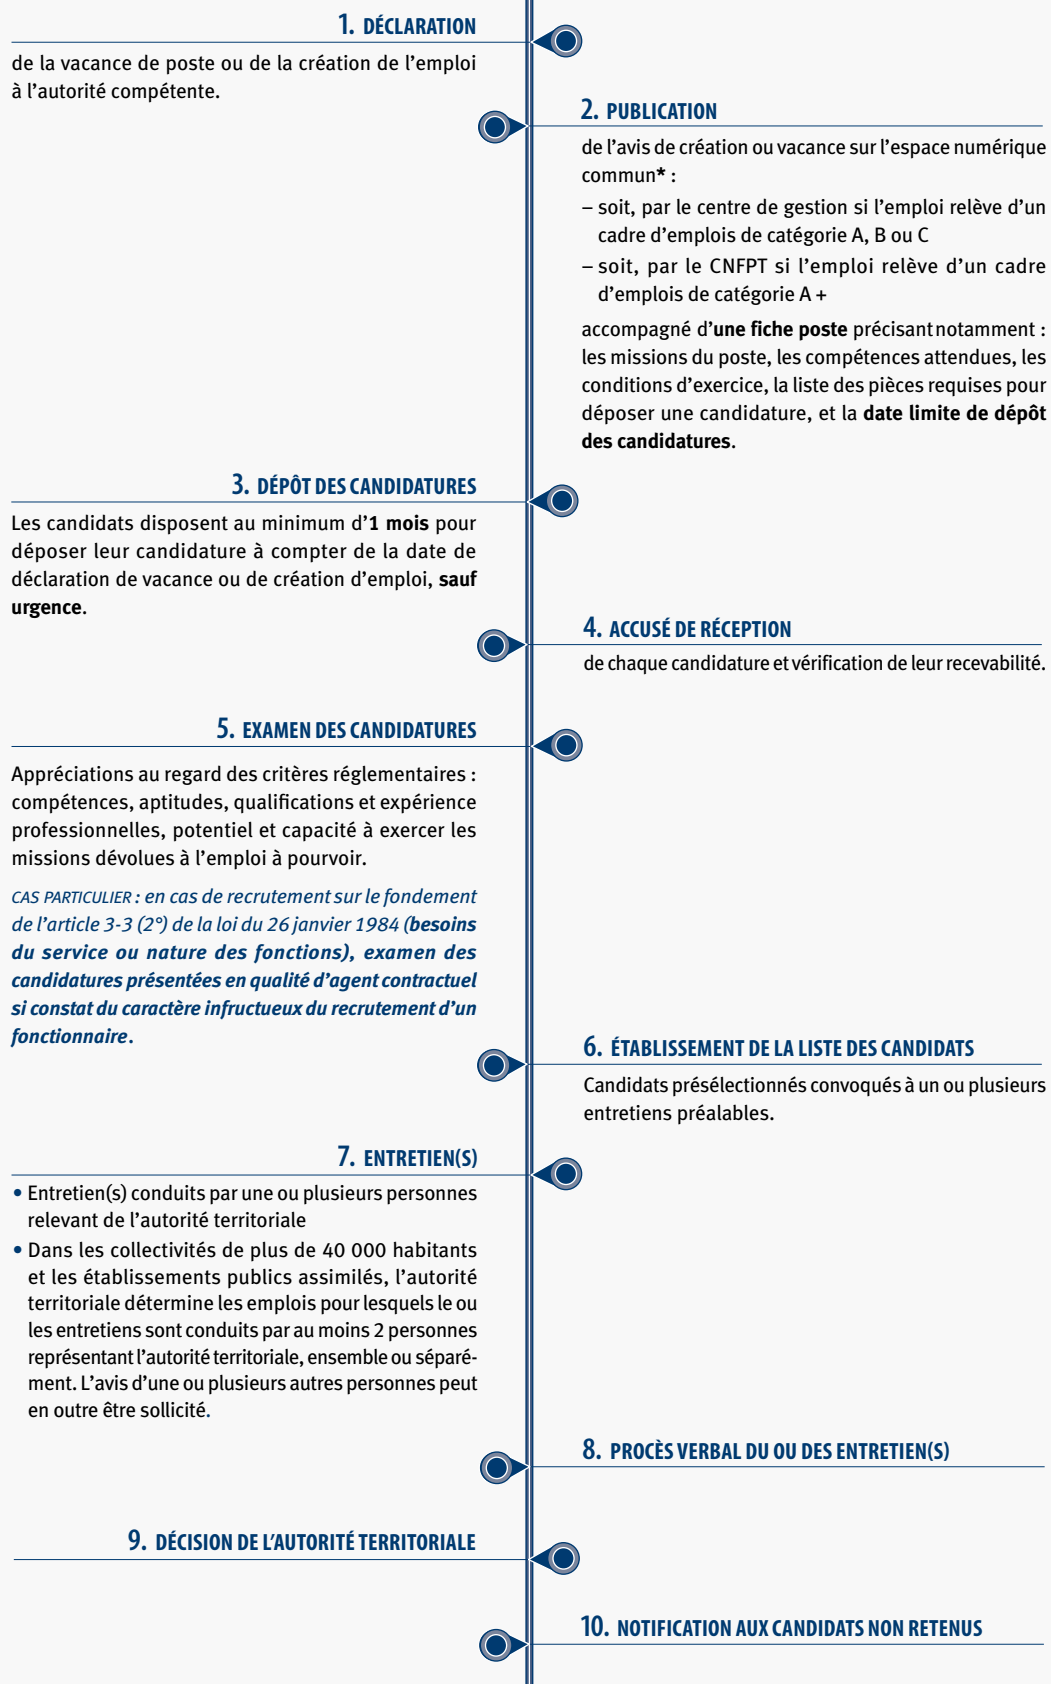 1. DÉCLARATION
de la vacance de poste ou de la création de l'emploi
à l'autorité compétente.
2. PUBLICATION
de l'avis de création ou vacance sur l'espace numérique
commun* :
– soit, par le centre de gestion si l'emploi relève d'un
cadre d'emplois de catégorie A, B ou C
– soit, par le CNFPT si l'emploi relève d'un cadre
d'emplois de catégorie A +
accompagné d'une fiche poste précisant notamment :
les missions du poste, les compétences attendues, les
conditions d'exercice, la liste des pièces requises pour
déposer une candidature, et la date limite de dépôt
des candidatures.
3. DÉPÔT DES CANDIDATURES
Les candidats disposent au minimum d'1 mois pour
déposer leur candidature à compter de la date de
déclaration de vacance ou de création d'emploi, sauf
urgence.
4. ACCUSÉ DE RÉCEPTION
de chaque candidature et vérification de leur recevabilité.
5. EXAMEN DES CANDIDATURES
Appréciations au regard des critères réglementaires :
compétences, aptitudes, qualifications et expérience
professionnelles, potentiel et capacité à exercer les
missions dévolues à l'emploi à pourvoir.
CAS PARTICULIER : en cas de recrutement sur le fondement
de l'article 3-3 (2°) de la loi du 26 janvier 1984 (besoins
du service ou nature des fonctions), examen des
candidatures présentées en qualité d'agent contractuel
si constat du caractère infructueux du recrutement d'un
fonctionnaire.
6. ÉTABLISSEMENT DE LA LISTE DES CANDIDATS
Candidats présélectionnés convoqués à un ou plusieurs
entretiens préalables.
7. ENTRETIEN(S)
• Entretien(s) conduits par une ou plusieurs personnes
relevant de l'autorité territoriale
• Dans les collectivités de plus de 40 000 habitants
et les établissements publics assimilés, l'autorité
territoriale détermine les emplois pour lesquels le ou
les entretiens sont conduits par au moins 2 personnes
représentant l'autorité territoriale, ensemble ou séparé-
ment. L'avis d'une ou plusieurs autres personnes peut
en outre être sollicité.
8. PROCÈS VERBAL DU OU DES ENTRETIEN(S)
9. DÉCISION DE L'AUTORITÉ TERRITORIALE
10. NOTIFICATION AUX CANDIDATS NON RETENUS